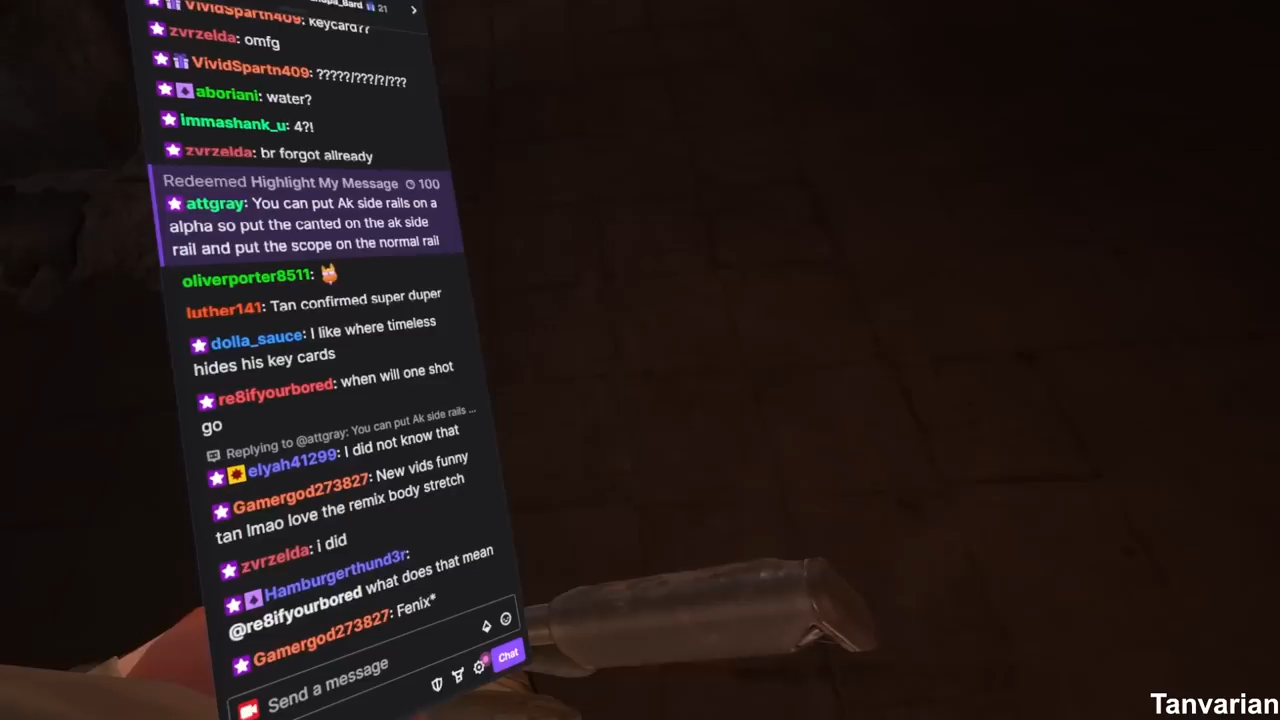 _Bard 21
VividSpartn409: keycard??
zvrzelda: omfg
VividSpartn409: ?????/???/?/???
aboriani: water?
immashank_u: 4?!
zvrzelda: br forgot allready
Redeemed Highlight My Message 100
attgray: You can put Ak side rails on a
alpha so put the canted on the ak side
rail and put the scope on the normal rail
oliverporter8511:
luther141: Tan confirmed super duper
dolla_sauce: I like where timeless
hides his key cards
re8ifyourbored: when will one shot
go
Replying to @attgray: You can put Ak side rails ...
elyah41299: I did not know that
Gamergod273827: New vids funny
tan lmao love the remix body stretch
zvrzelda: i did
Hamburgerthund3r:
@re8ifyourbored what does that mean
Gamergod273827: Fenix*
Send a message
Chat
Tanvarian